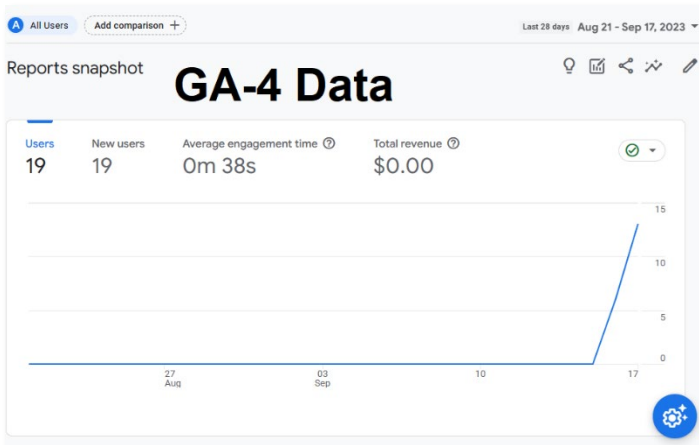 A All Users Add comparison + Last 28 days Aug 21 - Sep 17, 2023
Reports snapshot GA-4 Data
Users New users Average engagement time Total revenue
19 19 0m 38s $0.00
15
10
5
0
27 03 10 17
Aug Sep